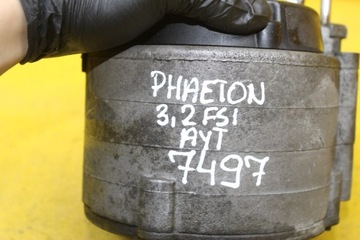 PHAETON
3,2 FSI
AYT
7497